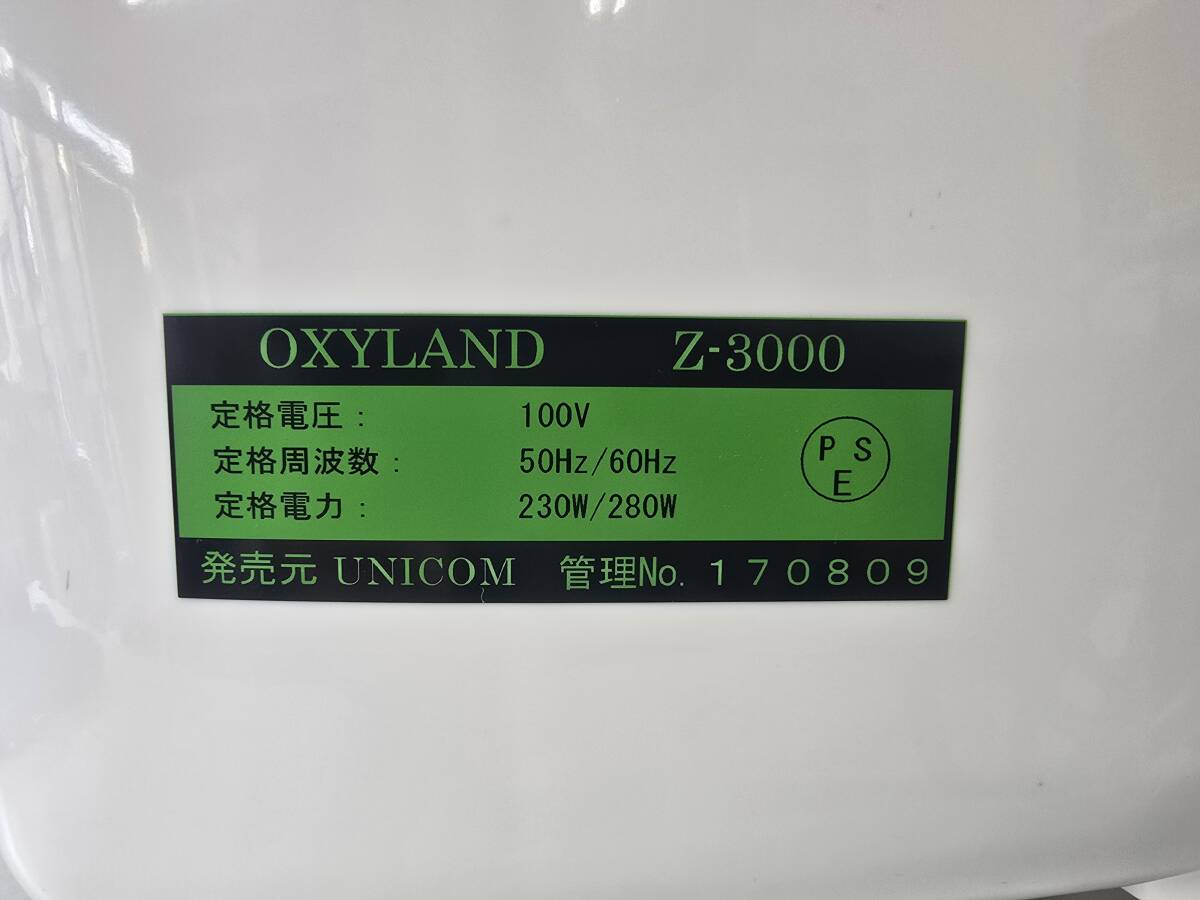 OXYLAND Z-3000
定格電圧： 100V
定格周波数： 50Hz/60Hz
定格電力： 230W/280W
PSE
発売元 UNICOM 管理No. 170809